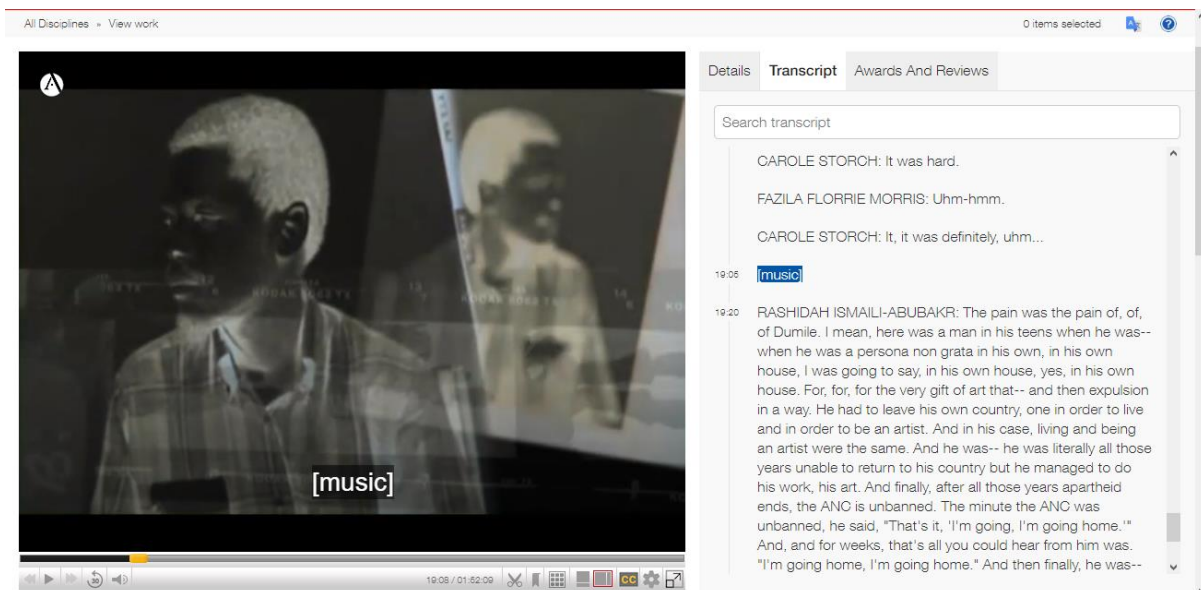 All Disciplines » View work
0 items selected
Details
Transcript
Awards And Reviews
Search transcript
CAROLE STORCH: It was hard.
FAZILA FLORRIE MORRIS: Uhm-hmm.
CAROLE STORCH: It, it was definitely, uhm...
19:05 [music]
19:20 RASHIDAH ISMAILI-ABUBAKR: The pain was the pain of, of,
of Dumile. I mean, here was a man in his teens when he was--
when he was a persona non grata in his own, in his own
house, I was going to say, in his own house, yes, in his own
house. For, for, for the very gift of art that-- and then expulsion
in a way. He had to leave his own country, one in order to live
and in order to be an artist. And in his case, living and being
an artist were the same. And he was-- he was literally all those
years unable to return to his country but he managed to do
his work, his art. And finally, after all those years apartheid
ends, the ANC is unbanned. The minute the ANC was
unbanned, he said, "That's it, 'I'm going, I'm going home.'"
And, and for weeks, that's all you could hear from him was.
"I'm going home, I'm going home." And then finally, he was--
[music]
30
19:08 / 01:62:09
CC